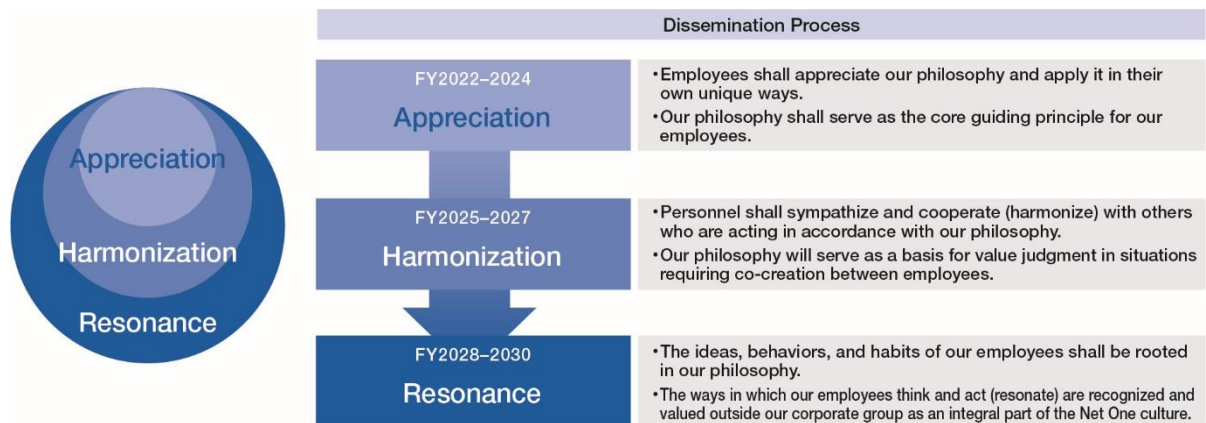 Dissemination Process
Appreciation
Harmonization
Resonance
FY2022–2024
Appreciation
•Employees shall appreciate our philosophy and apply it in their
own unique ways.
•Our philosophy shall serve as the core guiding principle for our
employees.
FY2025–2027
Harmonization
•Personnel shall sympathize and cooperate (harmonize) with others
who are acting in accordance with our philosophy.
•Our philosophy will serve as a basis for value judgment in situations
requiring co-creation between employees.
FY2028–2030
Resonance
•The ideas, behaviors, and habits of our employees shall be rooted
in our philosophy.
•The ways in which our employees think and act (resonate) are recognized and
valued outside our corporate group as an integral part of the Net One culture.